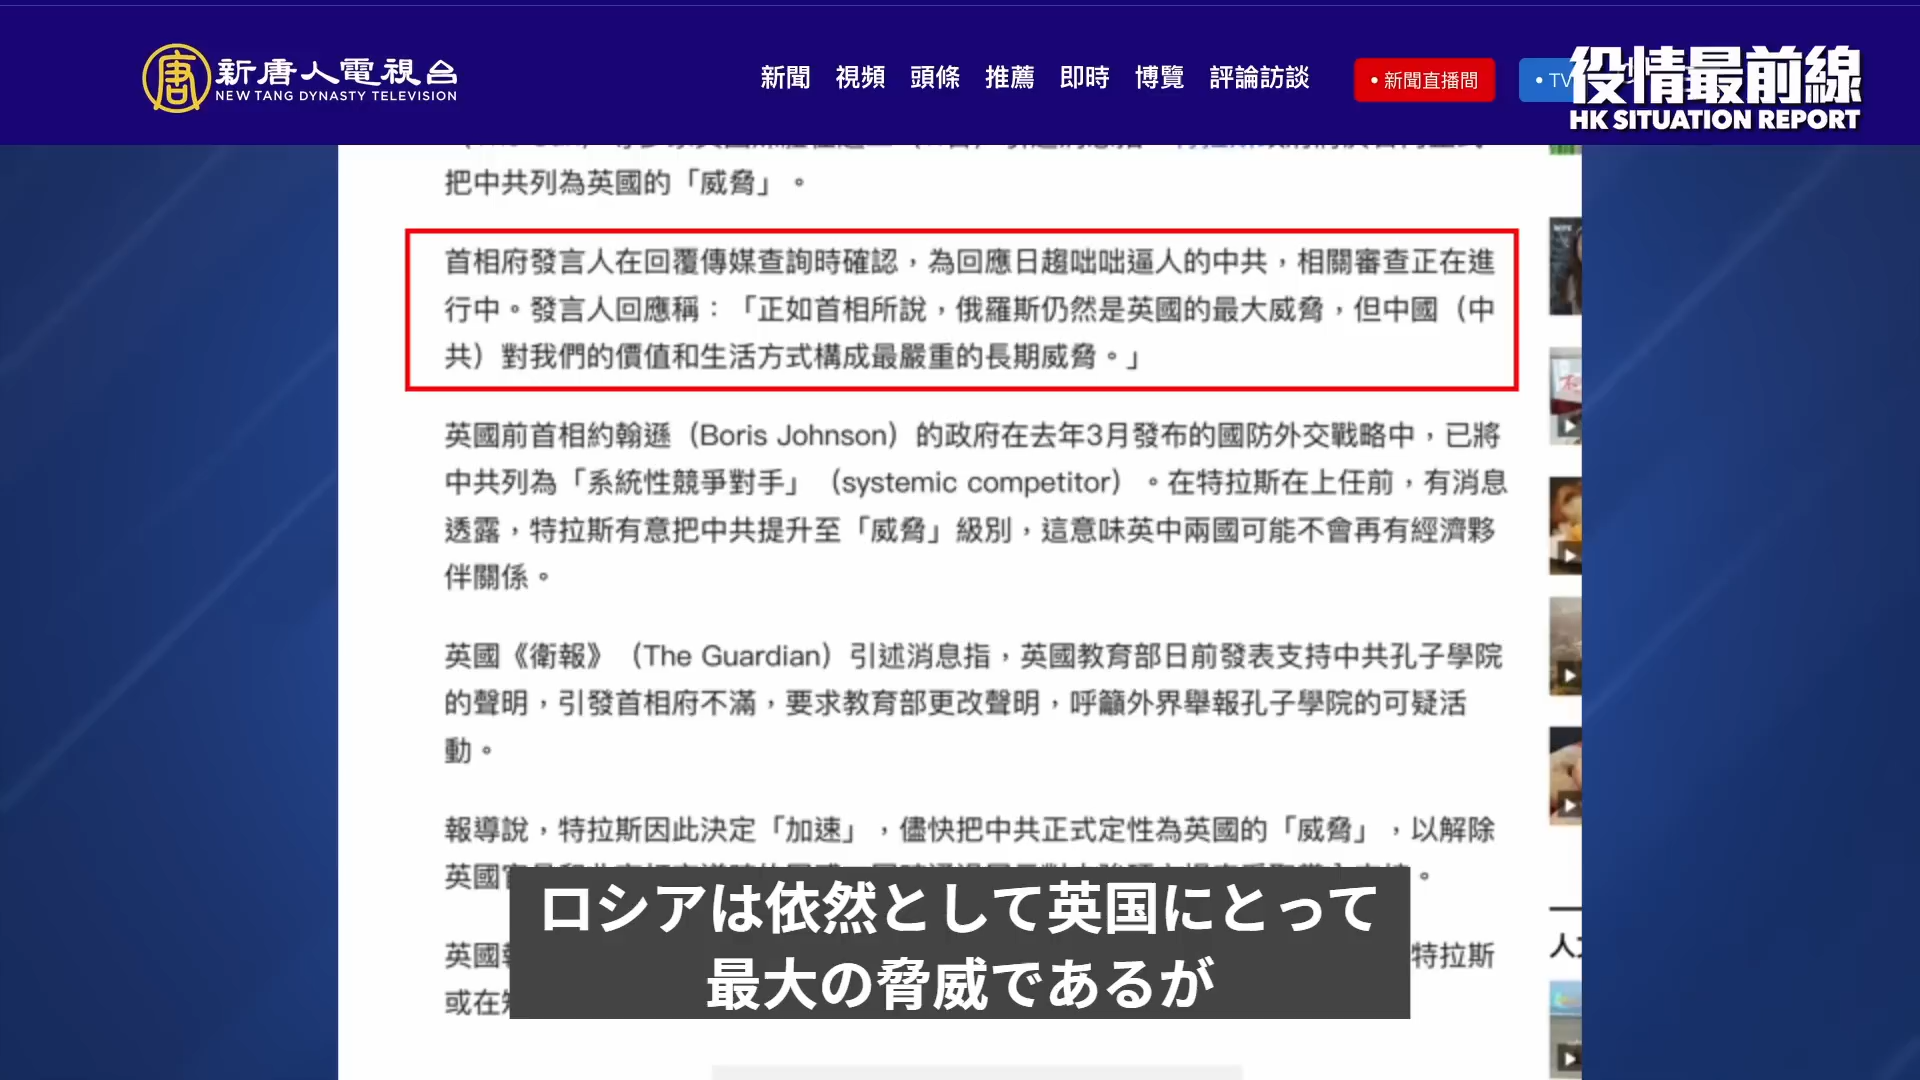 新唐人電視台
NEW TANG DYNASTY TELEVISION
新聞 視頻 頭條 推薦 即時 博覽 評論訪談
• 新聞直播間
• TV
役情最前線
HK SITUATION REPORT
把中共列為英國的「威脅」。
首相府發言人在回覆傳媒查詢時確認，為回應日趨咄咄逼人的中共，相關審查正在進
行中。發言人回應稱：「正如首相所說，俄羅斯仍然是英國的最大威脅，但中國（中
共）對我們的價值和生活方式構成最嚴重的長期威脅。」
英國前首相約翰遜（Boris Johnson）的政府在去年3月發布的國防外交戰略中，已將
中共列為「系統性競爭對手」（systemic competitor）。在特拉斯在上任前，有消息
透露，特拉斯有意把中共提升至「威脅」級別，這意味英中兩國可能不會再有經濟夥
伴關係。
英國《衛報》（The Guardian）引述消息指，英國教育部日前發表支持中共孔子學院
的聲明，引發首相府不滿，要求教育部更改聲明，呼籲外界舉報孔子學院的可疑活
動。
報導說，特拉斯因此決定「加速」，儘快把中共正式定性為英國的「威脅」，以解除
英國
英國
特拉斯
或在
ロシアは依然として英国にとって
最大の脅威であるが